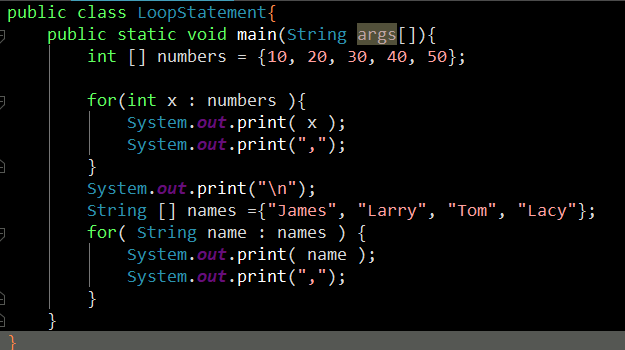 public class LoopStatement{
    public static void main(String args[]){
        int [] numbers = {10, 20, 30, 40, 50};

        for(int x : numbers ){
            System.out.print( x );
            System.out.print(",");
        }
        System.out.print("\n");
        String [] names ={"James", "Larry", "Tom", "Lacy"};
        for( String name : names ) {
            System.out.print( name );
            System.out.print(",");
        }
    }
}